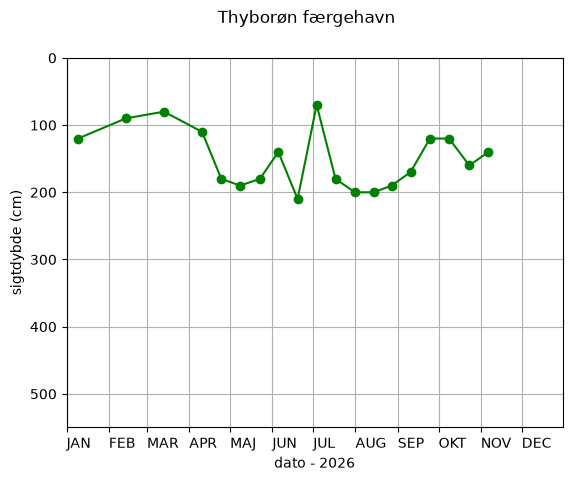 Thyborøn færgehavn
0
100
200
300
400
500
sigtdybde (cm)
JAN FEB MAR APR MAJ JUN JUL AUG SEP OKT NOV DEC
dato - 2026